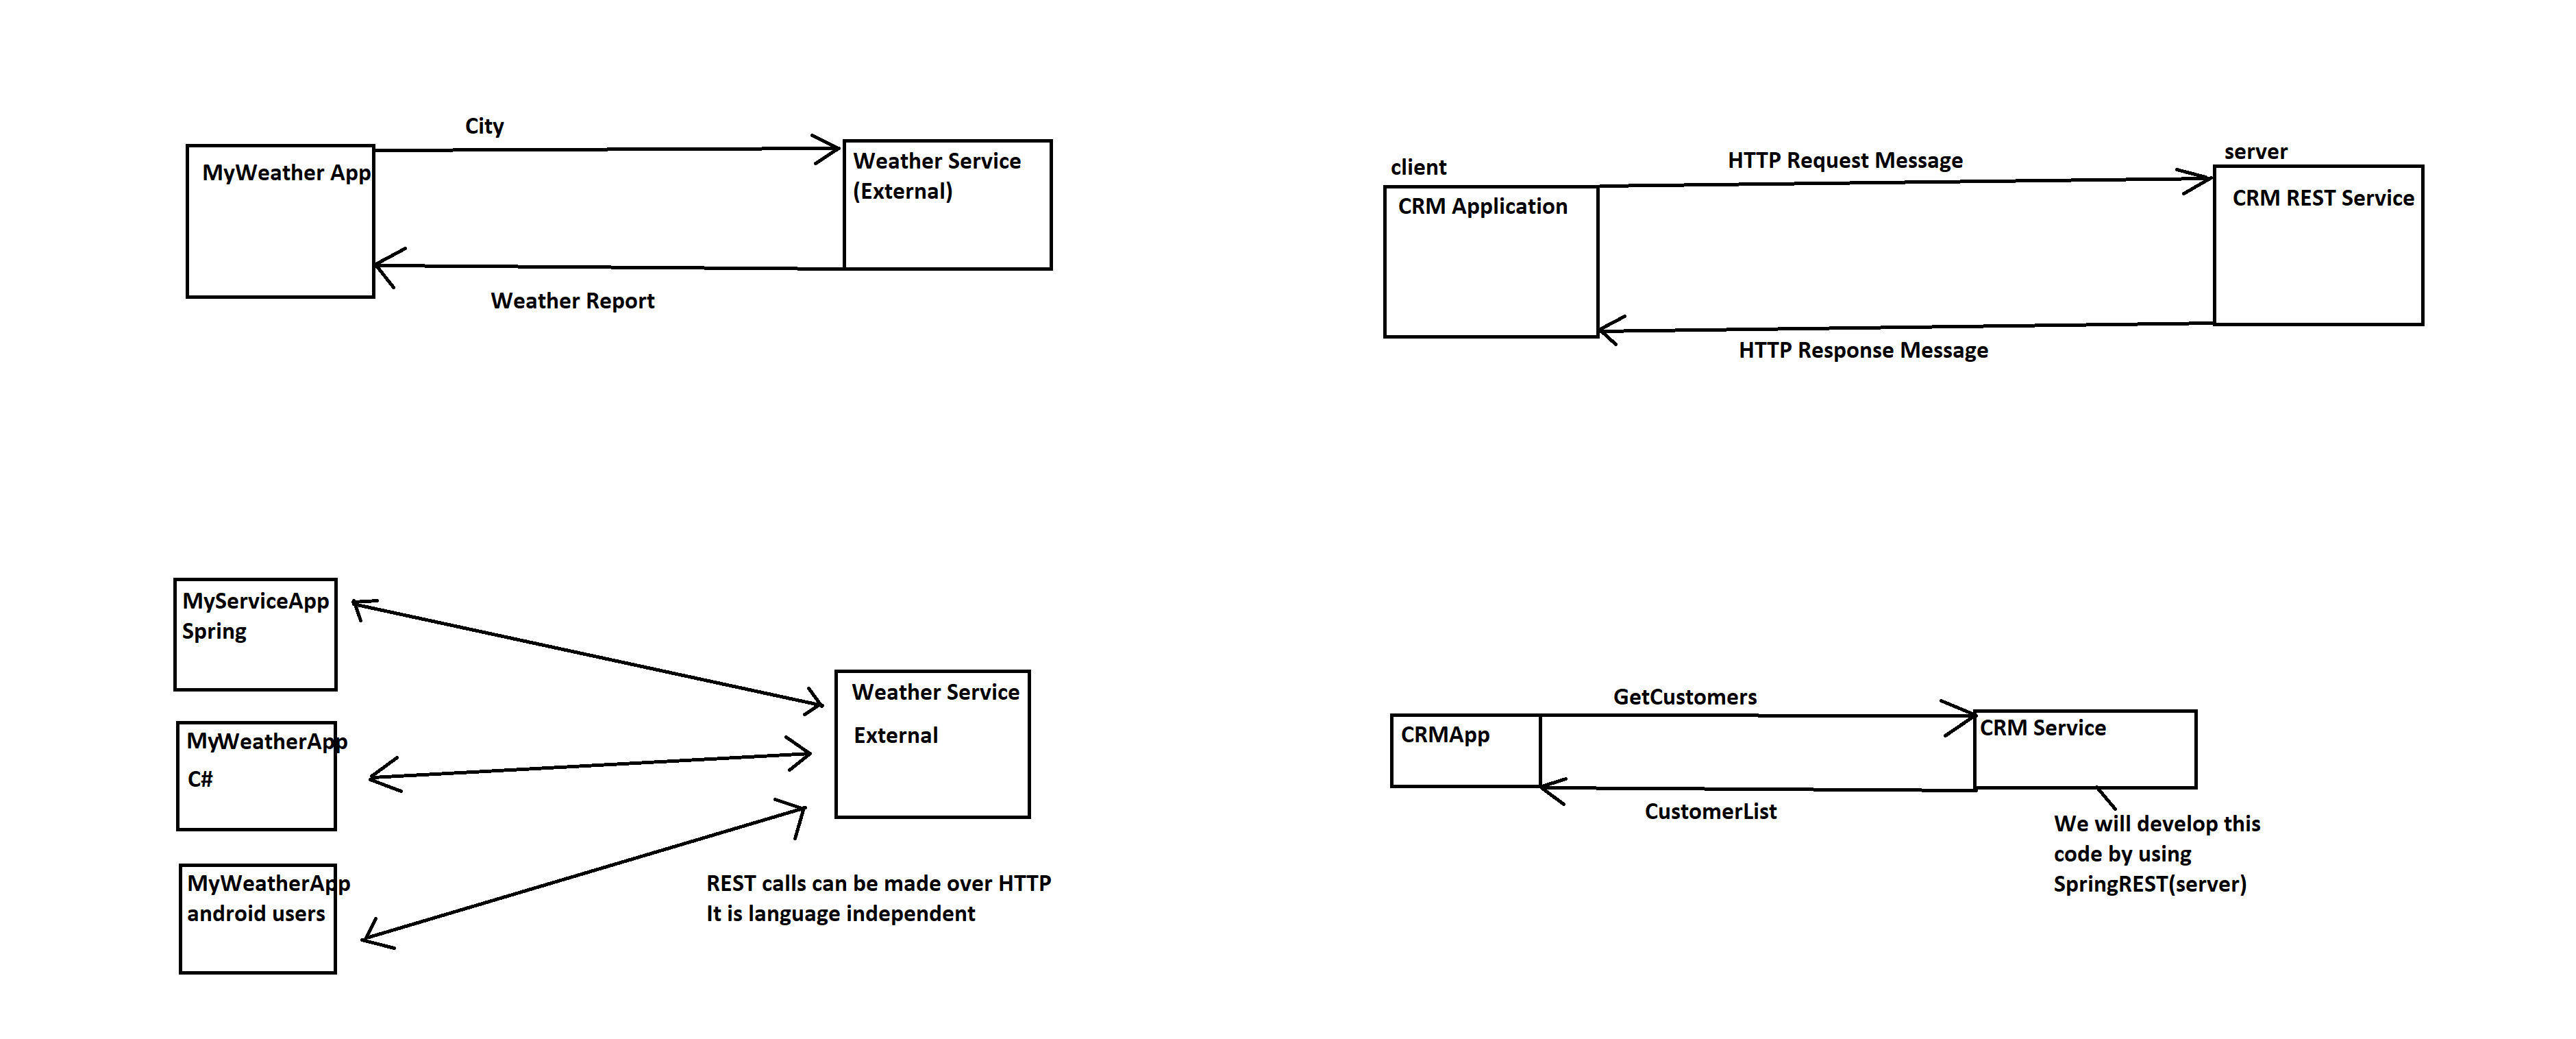 City
MyWeather App
Weather Service
(External)
Weather Report
client
CRM Application
HTTP Request Message
server
CRM REST Service
HTTP Response Message
MyServiceApp
Spring
MyWeatherApp
C#
MyWeatherApp
android users
Weather Service
External
REST calls can be made over HTTP
It is language independent
GetCustomers
CRMApp
CRM Service
CustomerList
We will develop this
code by using
SpringREST(server)